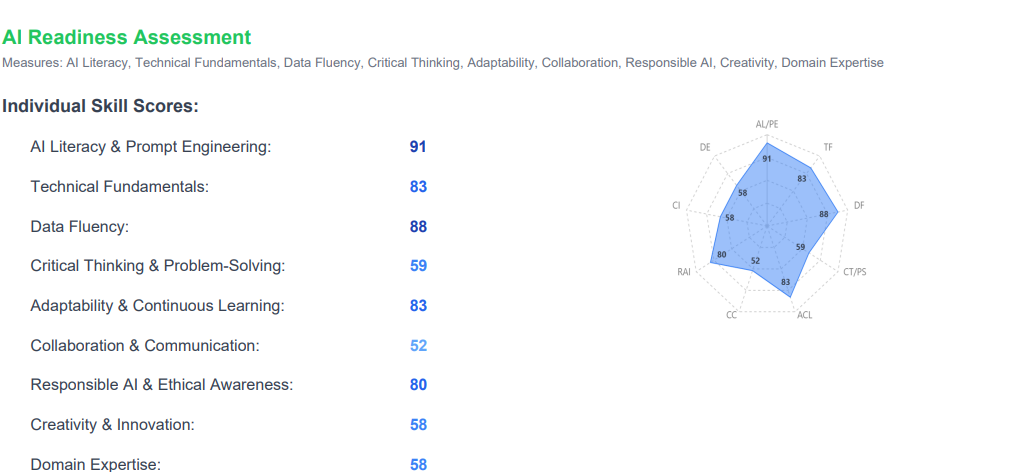 AI Readiness Assessment
Measures: AI Literacy, Technical Fundamentals, Data Fluency, Critical Thinking, Adaptability, Collaboration, Responsible AI, Creativity, Domain Expertise
Individual Skill Scores:
AI Literacy & Prompt Engineering: 91
Technical Fundamentals: 83
Data Fluency: 88
Critical Thinking & Problem-Solving: 59
Adaptability & Continuous Learning: 83
Collaboration & Communication: 52
Responsible AI & Ethical Awareness: 80
Creativity & Innovation: 58
Domain Expertise: 58
AL/PE
DE
TF
91
83
58
CI
58
88
DF
59
80
52
RAI
CT/PS
83
CC
ACL